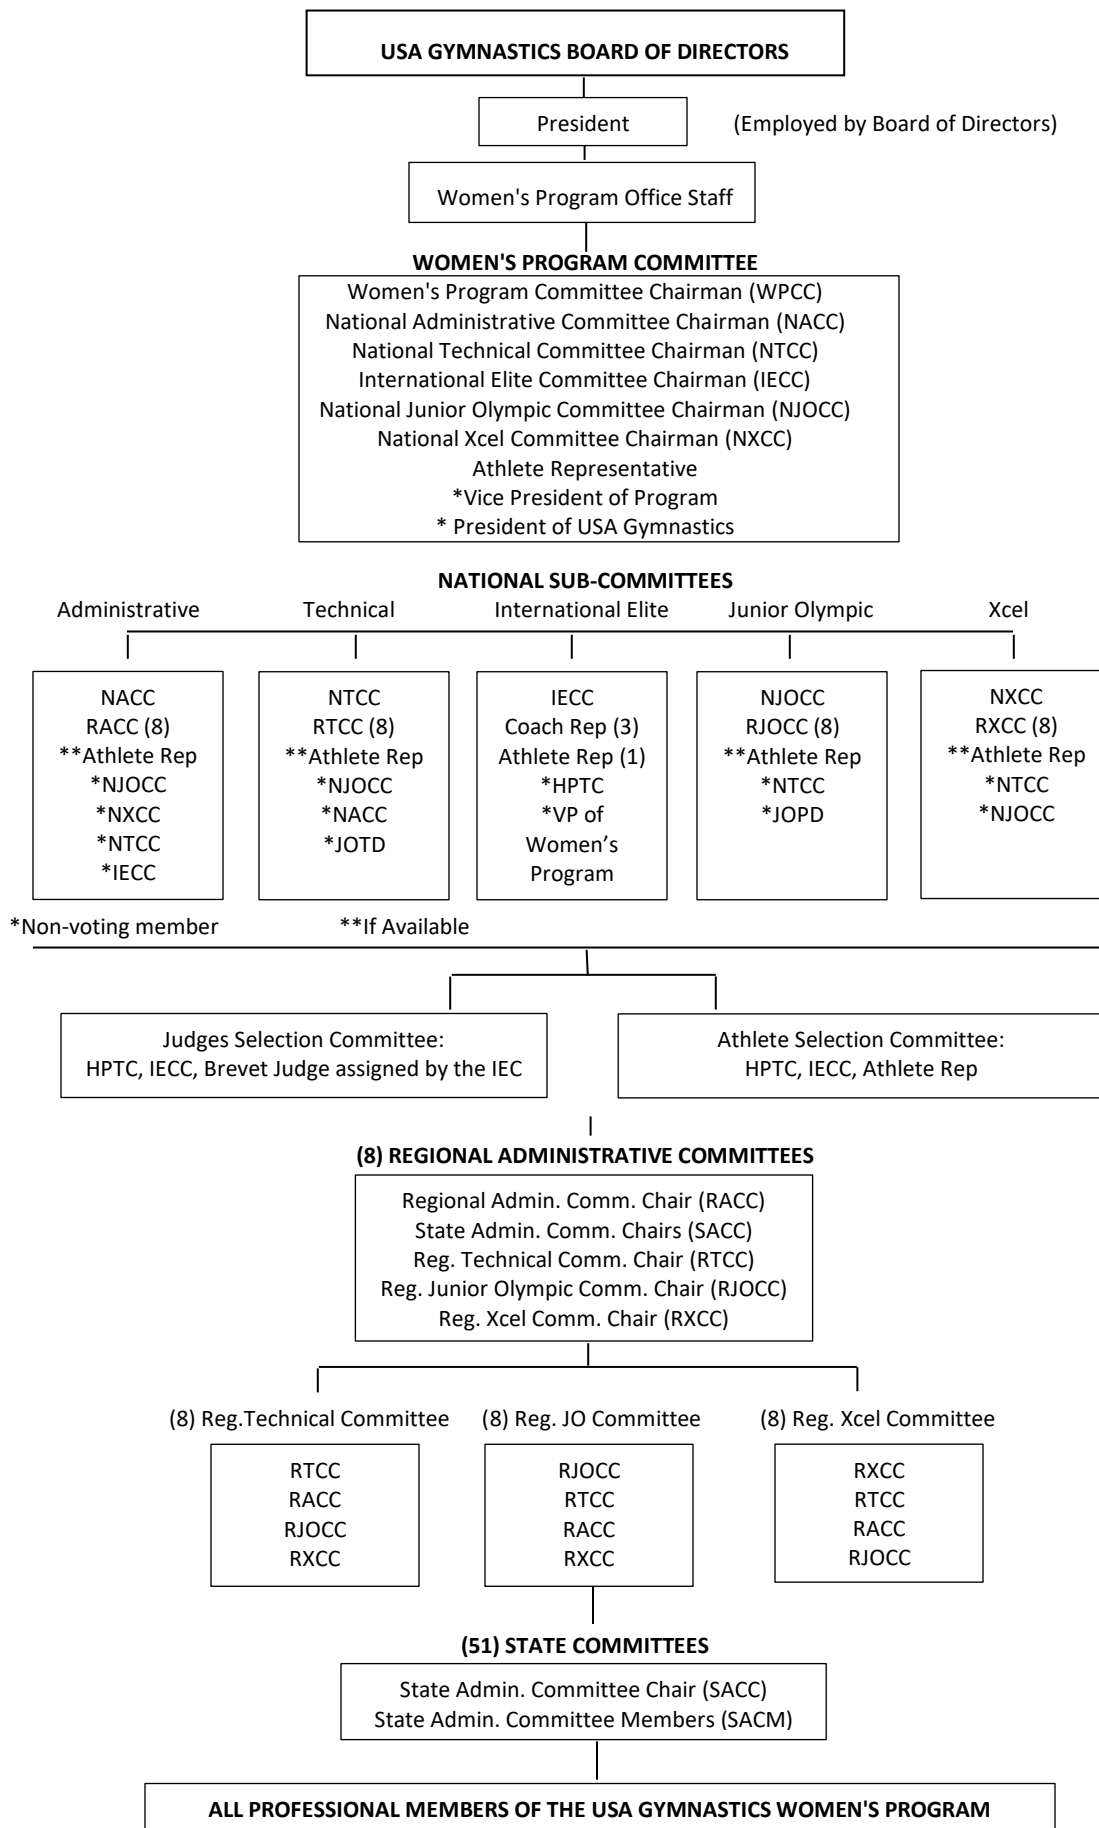 USA GYMNASTICS BOARD OF DIRECTORS
President
(Employed by Board of Directors)
Women's Program Office Staff
WOMEN'S PROGRAM COMMITTEE
Women's Program Committee Chairman (WPCC)
National Administrative Committee Chairman (NACC)
National Technical Committee Chairman (NTCC)
International Elite Committee Chairman (IECC)
National Junior Olympic Committee Chairman (NJOCC)
National Xcel Committee Chairman (NXCC)
Athlete Representative
*Vice President of Program
* President of USA Gymnastics
NATIONAL SUB-COMMITTEES
Administrative
NACC
RACC (8)
**Athlete Rep
*NJOCC
*NXCC
*NTCC
*IECC
Technical
NTCC
RTCC (8)
**Athlete Rep
*NJOCC
*NACC
*JOTD
International Elite
IECC
Coach Rep (3)
Athlete Rep (1)
*HPTC
*VP of
Women’s
Program
Junior Olympic
NJOCC
RJOCC (8)
**Athlete Rep
*NTCC
*JOPD
Xcel
NXCC
RXCC (8)
**Athlete Rep
*NTCC
*NJOCC
*Non-voting member
**If Available
Judges Selection Committee:
HPTC, IECC, Brevet Judge assigned by the IEC
Athlete Selection Committee:
HPTC, IECC, Athlete Rep
(8) REGIONAL ADMINISTRATIVE COMMITTEES
Regional Admin. Comm. Chair (RACC)
State Admin. Comm. Chairs (SACC)
Reg. Technical Comm. Chair (RTCC)
Reg. Junior Olympic Comm. Chair (RJOCC)
Reg. Xcel Comm. Chair (RXCC)
(8) Reg.Technical Committee
RTCC
RACC
RJOCC
RXCC
(8) Reg. JO Committee
RJOCC
RTCC
RACC
RXCC
(8) Reg. Xcel Committee
RXCC
RTCC
RACC
RJOCC
(51) STATE COMMITTEES
State Admin. Committee Chair (SACC)
State Admin. Committee Members (SACM)
ALL PROFESSIONAL MEMBERS OF THE USA GYMNASTICS WOMEN'S PROGRAM